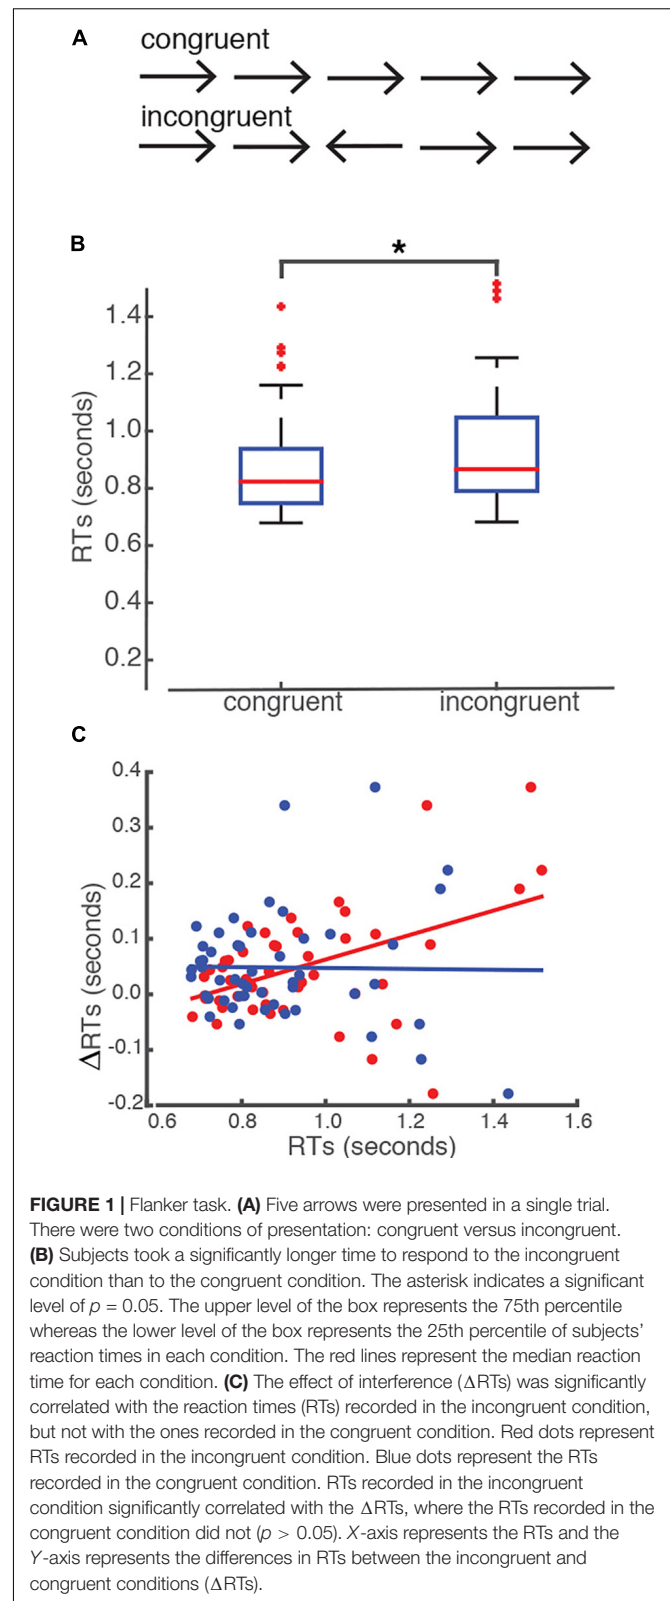 A
congruent
incongruent
B
*
1.4
1.2
1.0
0.8
0.6
0.4
0.2
RTs (seconds)
congruent incongruent
C
0.4
0.3
0.2
0.1
0.0
-0.1
-0.2
ΔRTs (seconds)
0.6 0.8 1.0 1.2 1.4 1.6
RTs (seconds)
FIGURE 1 | Flanker task. (A) Five arrows were presented in a single trial.
There were two conditions of presentation: congruent versus incongruent.
(B) Subjects took a significantly longer time to respond to the incongruent
condition than to the congruent condition. The asterisk indicates a significant
level of p = 0.05. The upper level of the box represents the 75th percentile
whereas the lower level of the box represents the 25th percentile of subjects'
reaction times in each condition. The red lines represent the median reaction
time for each condition. (C) The effect of interference (ΔRTs) was significantly
correlated with the reaction times (RTs) recorded in the incongruent condition,
but not with the ones recorded in the congruent condition. Red dots represent
RTs recorded in the incongruent condition. Blue dots represent the RTs
recorded in the congruent condition. RTs recorded in the incongruent
condition significantly correlated with the ΔRTs, where the RTs recorded in the
congruent condition did not (p > 0.05). X-axis represents the RTs and the
Y-axis represents the differences in RTs between the incongruent and
congruent conditions (ΔRTs).